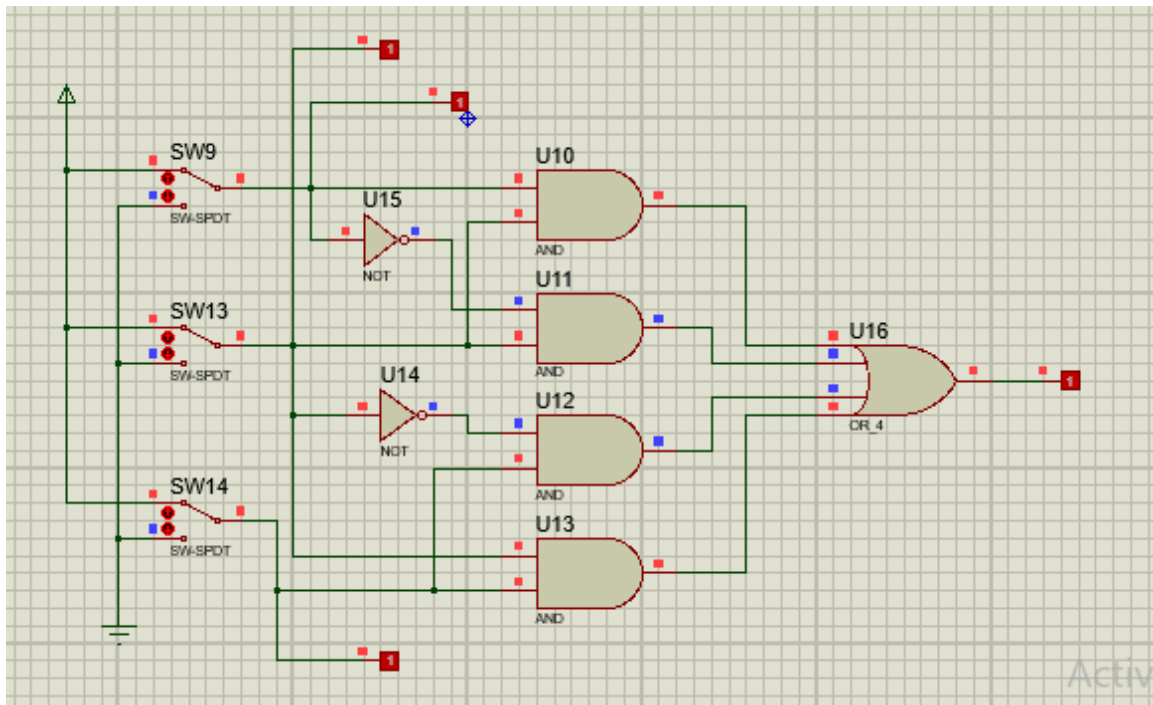 1
1
SW9
SW-SPDT
U15
NOT
U10
AND
SW13
SW-SPDT
U11
AND
U16
OR_4
1
U14
NOT
U12
AND
SW14
SW-SPDT
U13
AND
1
Activ